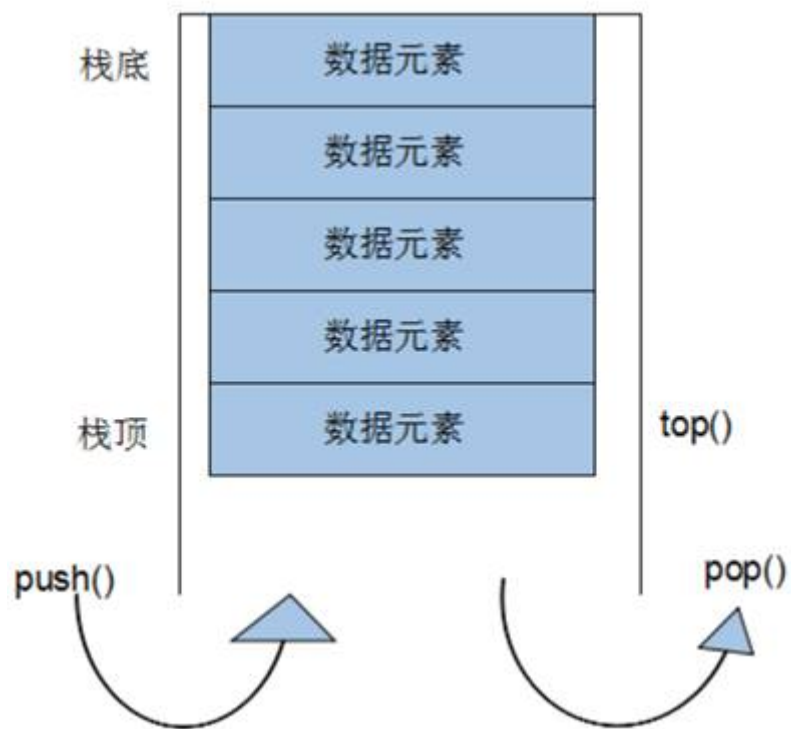 栈底
数据元素
数据元素
数据元素
数据元素
栈顶
数据元素
top()
push()
pop()